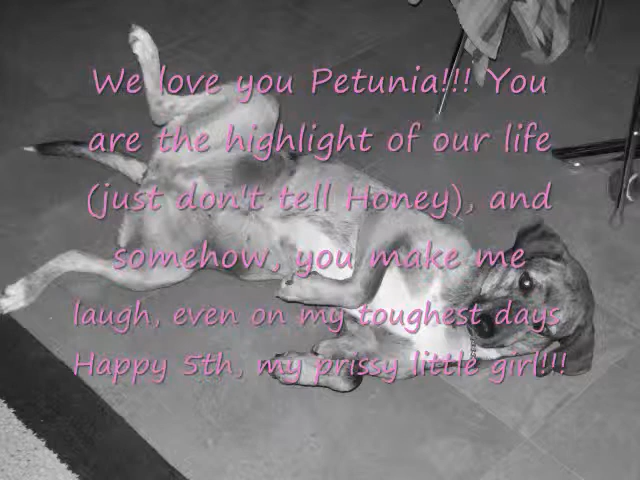 We love you Petunia!!! You
are the highlight of our life
(just don't tell Honey), and
somehow, you make me
laugh, even on my toughest days
Happy 5th, my prissy little girl!!!